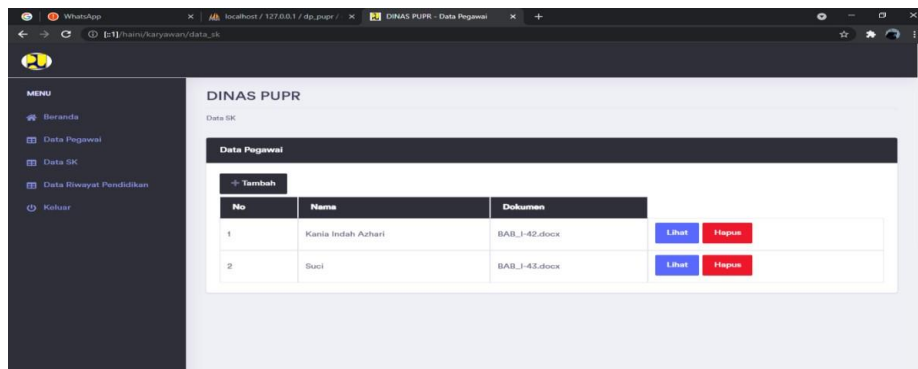 WhatsApp
localhost / 127.0.0.1 / dp_pupr /
DINAS PUPR - Data Pegawai
[::1]/haini/karyawan/data_sk
MENU
Beranda
Data Pegawai
Data SK
Data Riwayat Pendidikan
Keluar
DINAS PUPR
Data SK
Data Pegawai
+ Tambah
No Nama Dokumen
1 Kania Indah Azhari BAB_I-42.docx Lihat Hapus
2 Suci BAB_I-43.docx Lihat Hapus